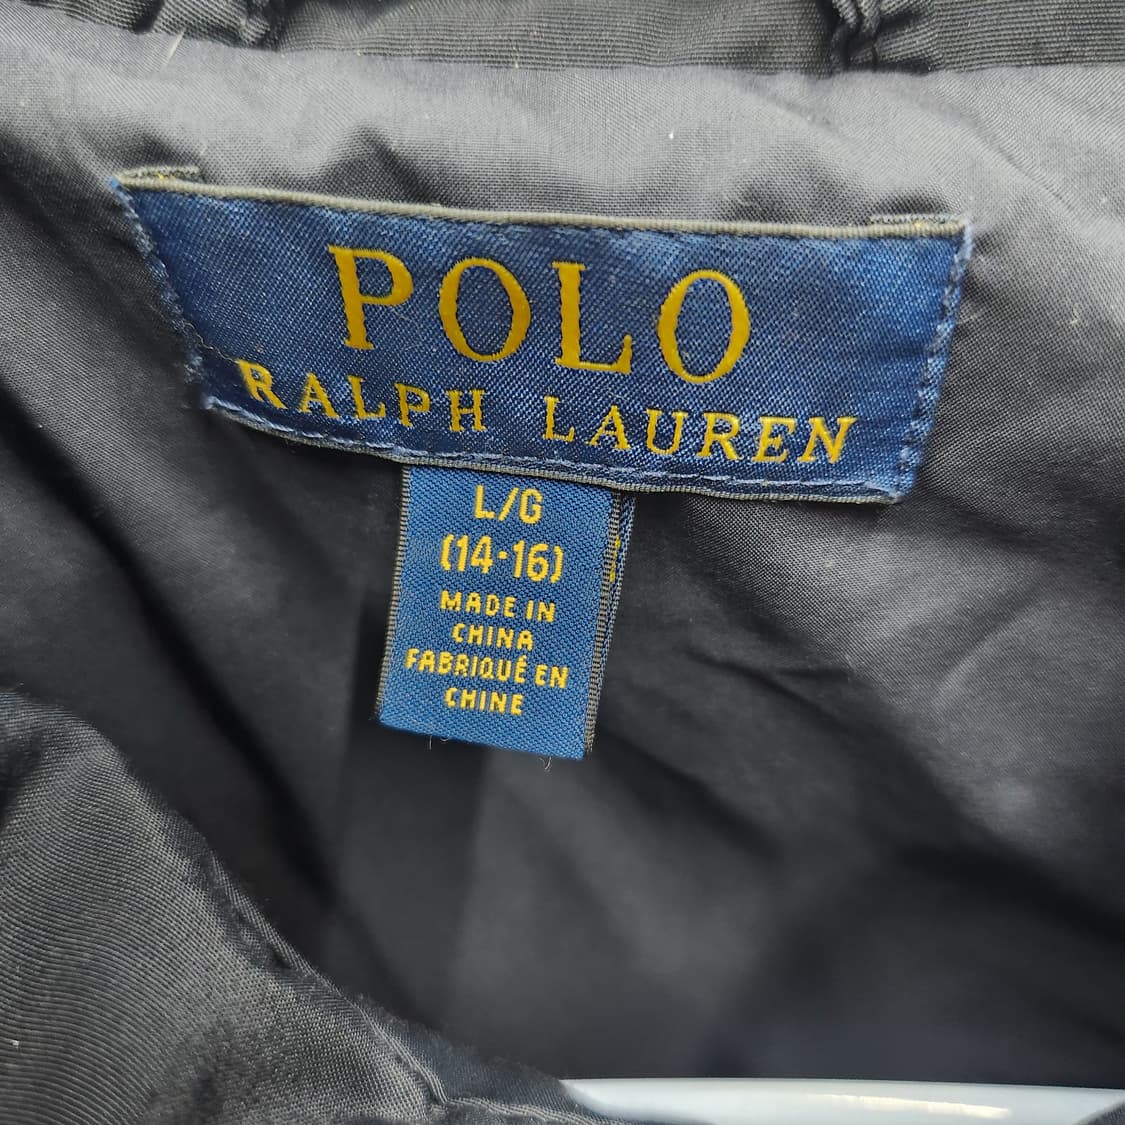 POLO
RALPH LAUREN
L/G
(14-16)
MADE IN
CHINA
FABRIQUÉ EN
CHINE